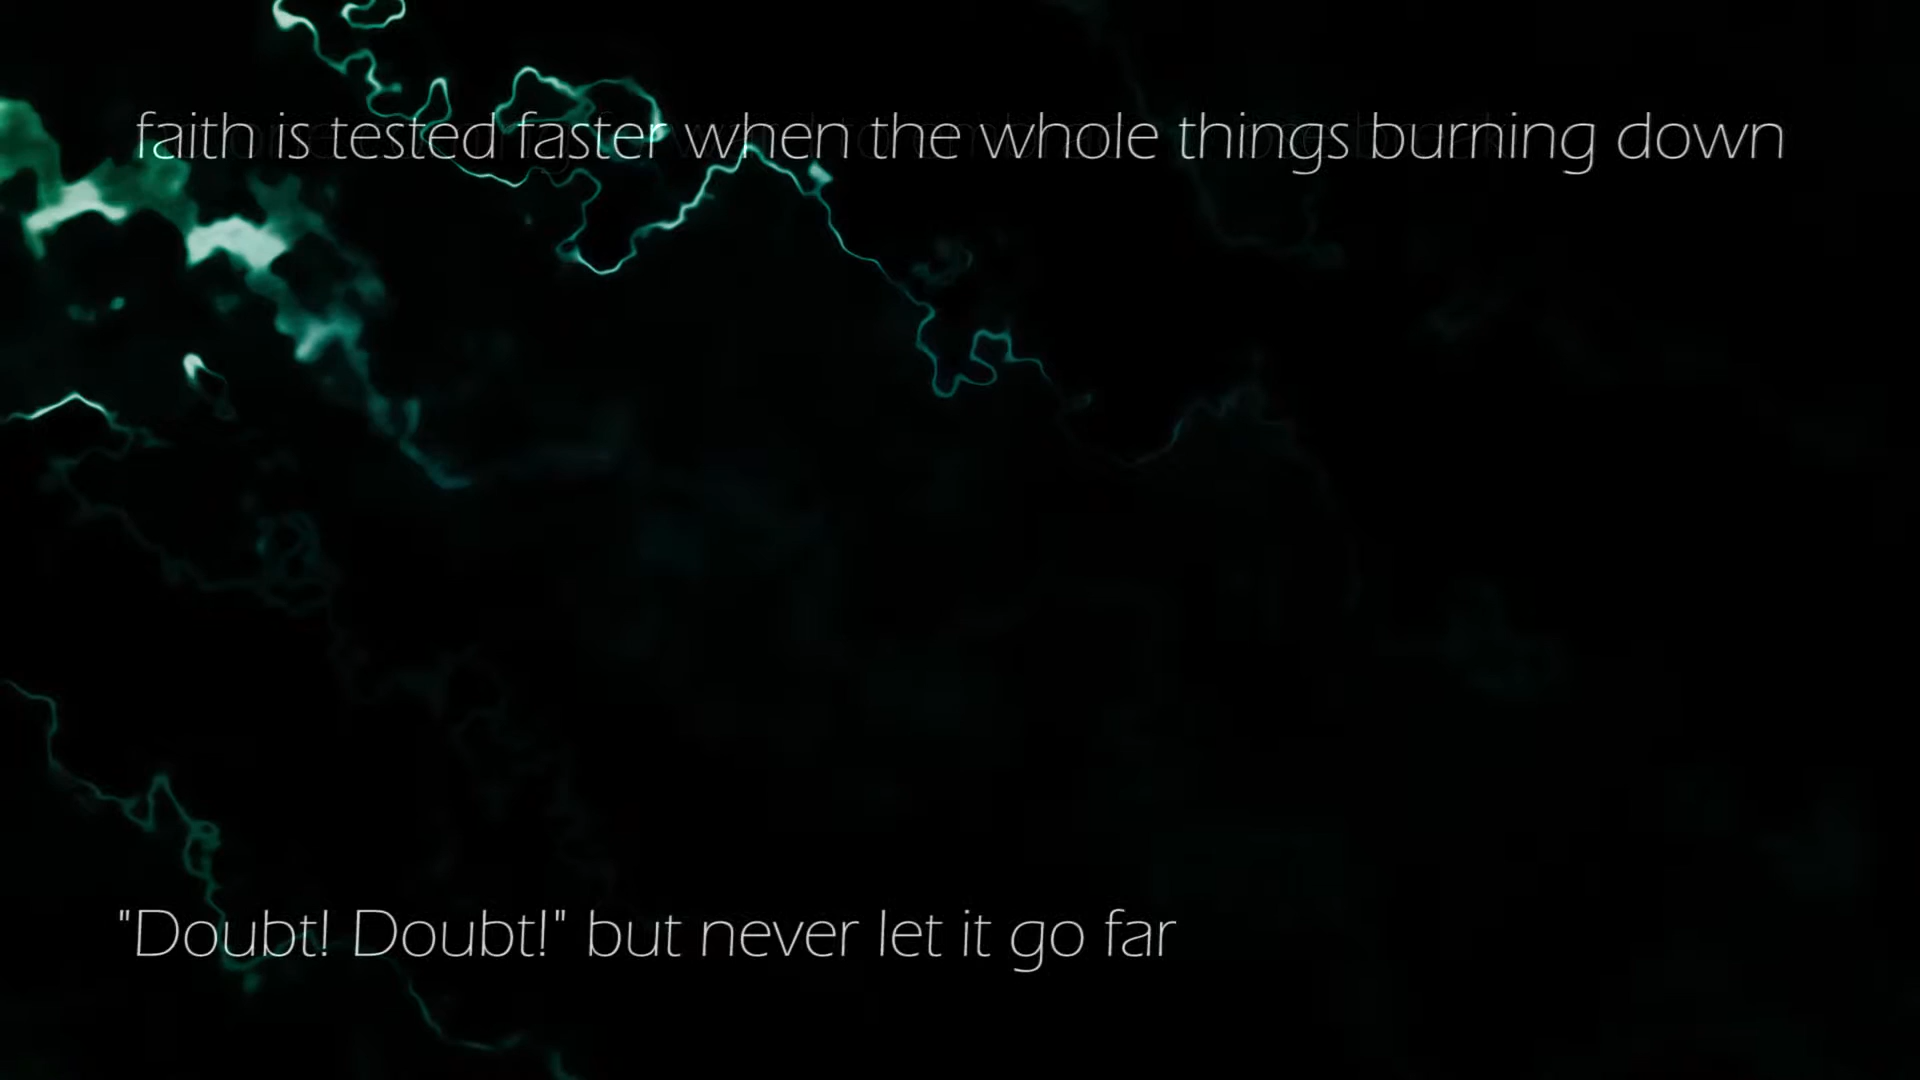 faith is tested faster when the whole things burning down
"Doubt! Doubt!" but never let it go far